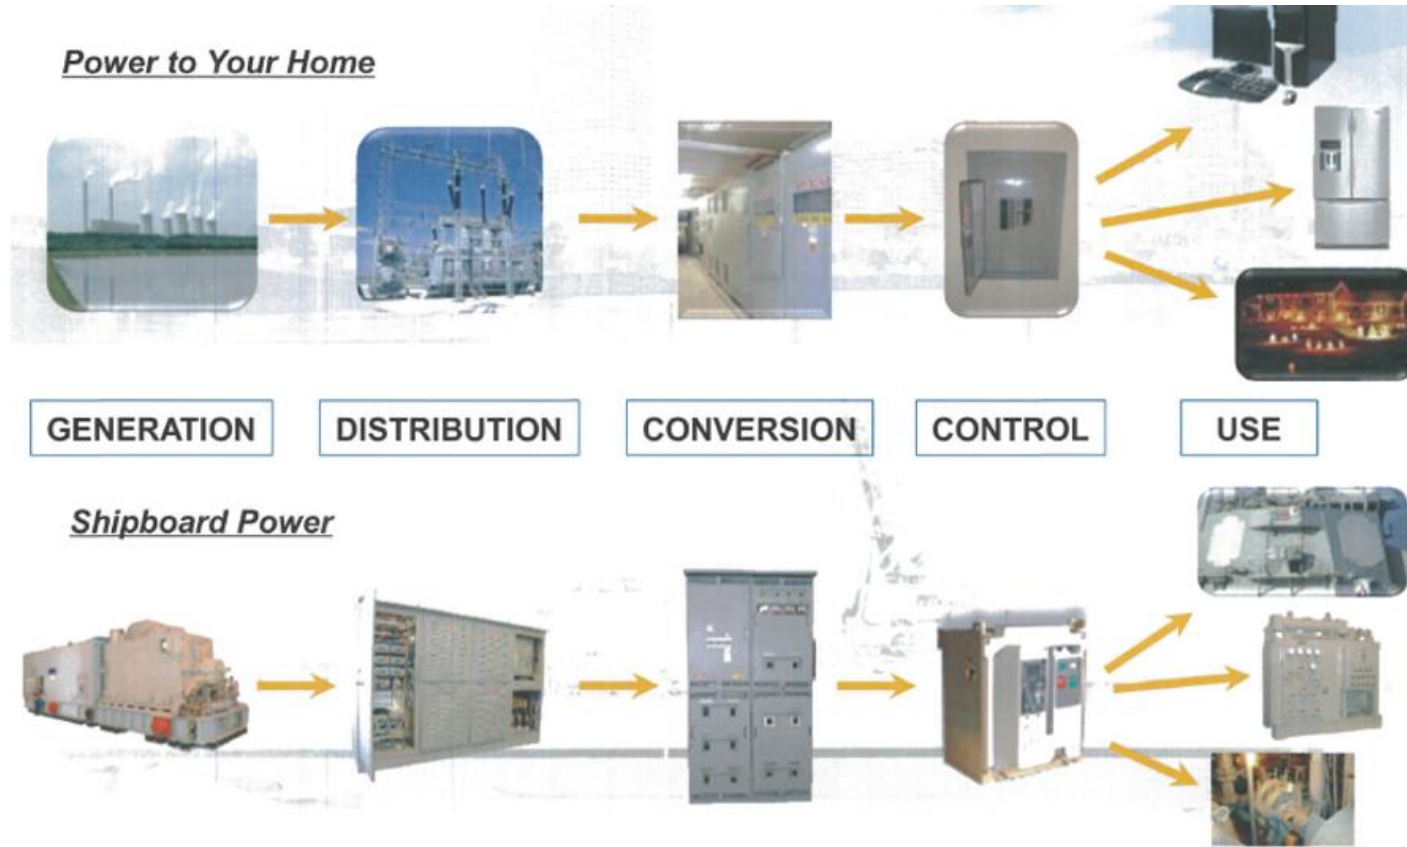 Power to Your Home
GENERATION
DISTRIBUTION
CONVERSION
CONTROL
USE
Shipboard Power